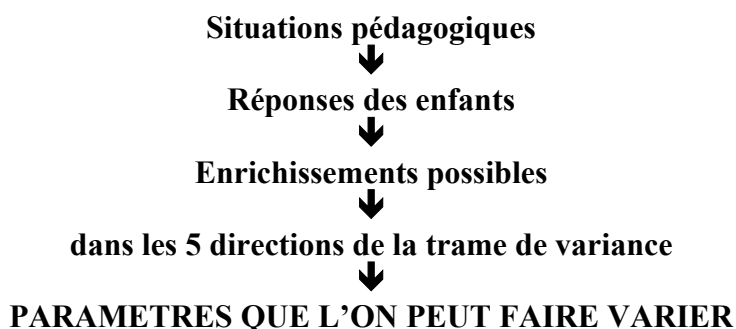 Situations pédagogiques
Réponses des enfants
Enrichissements possibles
dans les 5 directions de la trame de variance
PARAMETRES QUE L'ON PEUT FAIRE VARIER